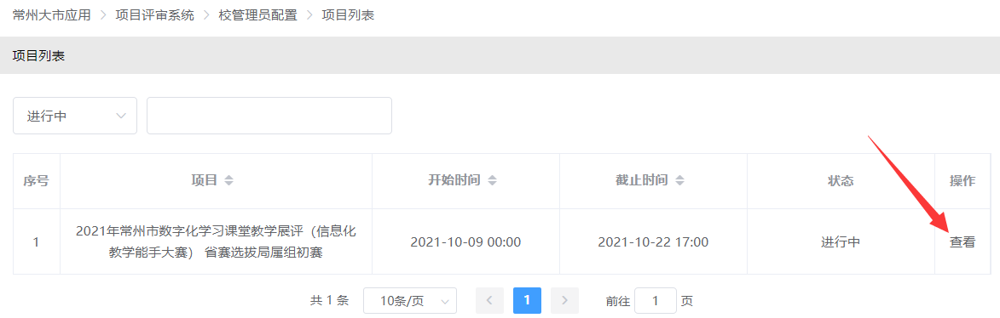 常州大市应用 > 项目评审系统 > 校管理员配置 > 项目列表
项目列表
进行中
序号 项目 开始时间 截止时间 状态 操作
1 2021年常州市数字化学习课堂教学展评（信息化 2021-10-09 00:00 2021-10-22 17:00 进行中 查看
教学能手大赛） 省赛选拔局属组初赛
共 1 条 10条/页 < 1 > 前往 1 页